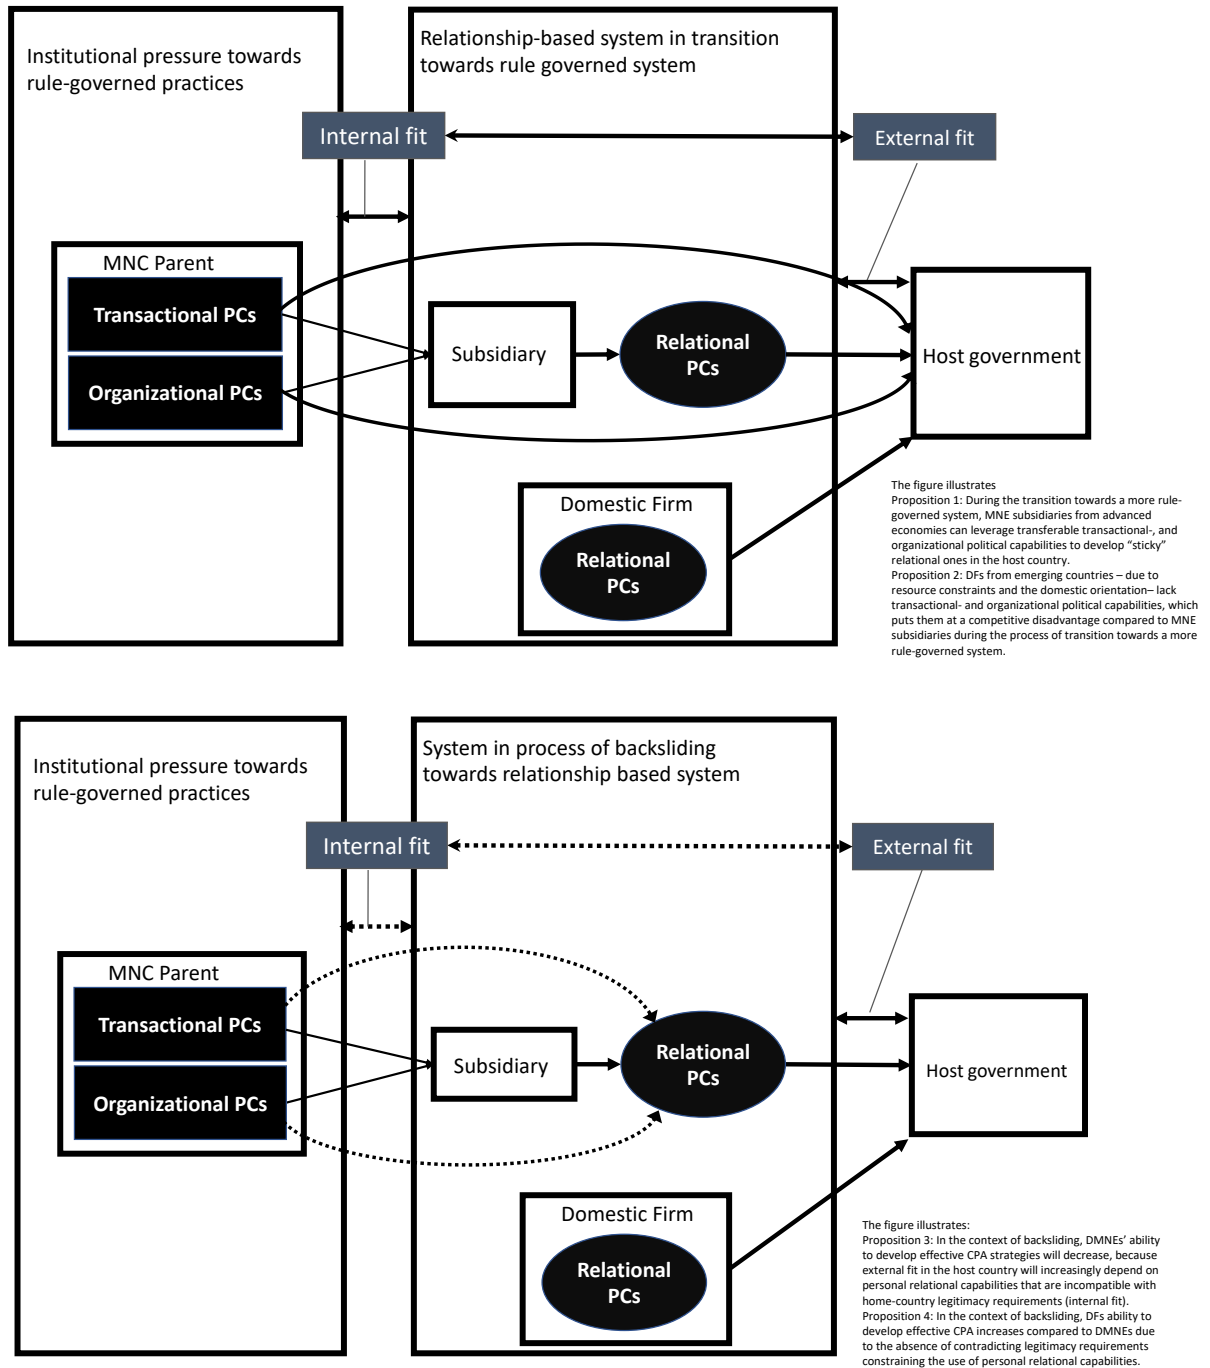 Institutional pressure towards
rule-governed practices
Relationship-based system in transition
towards rule governed system
Internal fit
External fit
MNC Parent
Transactional PCs
Organizational PCs
Subsidiary
Relational
PCs
Host government
Domestic Firm
Relational
PCs
The figure illustrates
Proposition 1: During the transition towards a more rule-
governed system, MNE subsidiaries from advanced
economies can leverage transferable transactional-, and
organizational political capabilities to develop “sticky”
relational ones in the host country.
Proposition 2: DFs from emerging countries – due to
resource constraints and the domestic orientation– lack
transactional- and organizational political capabilities, which
puts them at a competitive disadvantage compared to MNE
subsidiaries during the process of transition towards a more
rule-governed system.
Institutional pressure towards
rule-governed practices
System in process of backsliding
towards relationship based system
Internal fit
External fit
MNC Parent
Transactional PCs
Organizational PCs
Subsidiary
Relational
PCs
Host government
Domestic Firm
Relational
PCs
The figure illustrates:
Proposition 3: In the context of backsliding, DMNEs’ ability
to develop effective CPA strategies will decrease, because
external fit in the host country will increasingly depend on
personal relational capabilities that are incompatible with
home-country legitimacy requirements (internal fit).
Proposition 4: In the context of backsliding, DFs ability to
develop effective CPA increases compared to DMNEs due
to the absence of contradicting legitimacy requirements
constraining the use of personal relational capabilities.